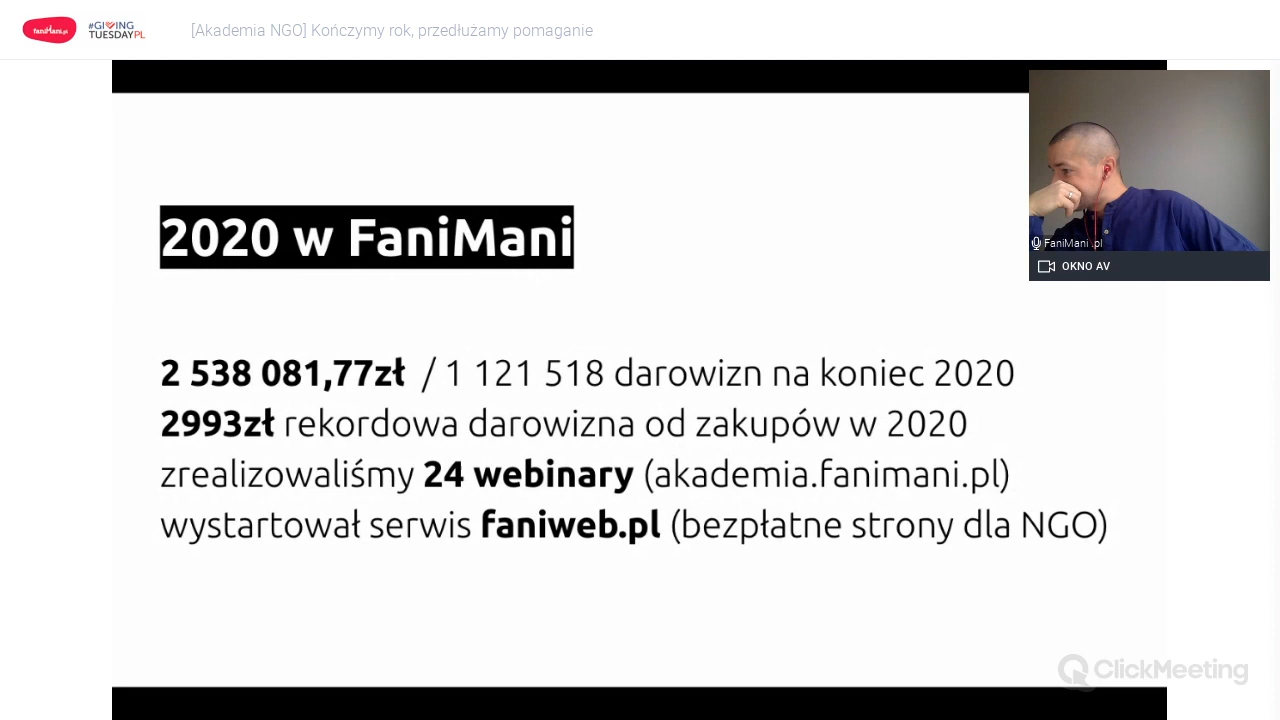 faniMani.pl
#GIVING
TUESDAYPL
[Akademia NGO] Kończymy rok, przedłużamy pomaganie
2020 w FaniMani
2 538 081,77zł / 1 121 518 darowizn na koniec 2020
2993zł rekordowa darowizna od zakupów w 2020
zrealizowaliśmy 24 webinary (akademia.fanimani.pl)
wystartował serwis faniweb.pl (bezpłatne strony dla NGO)
FaniMani .pl
OKNO AV
ClickMeeting